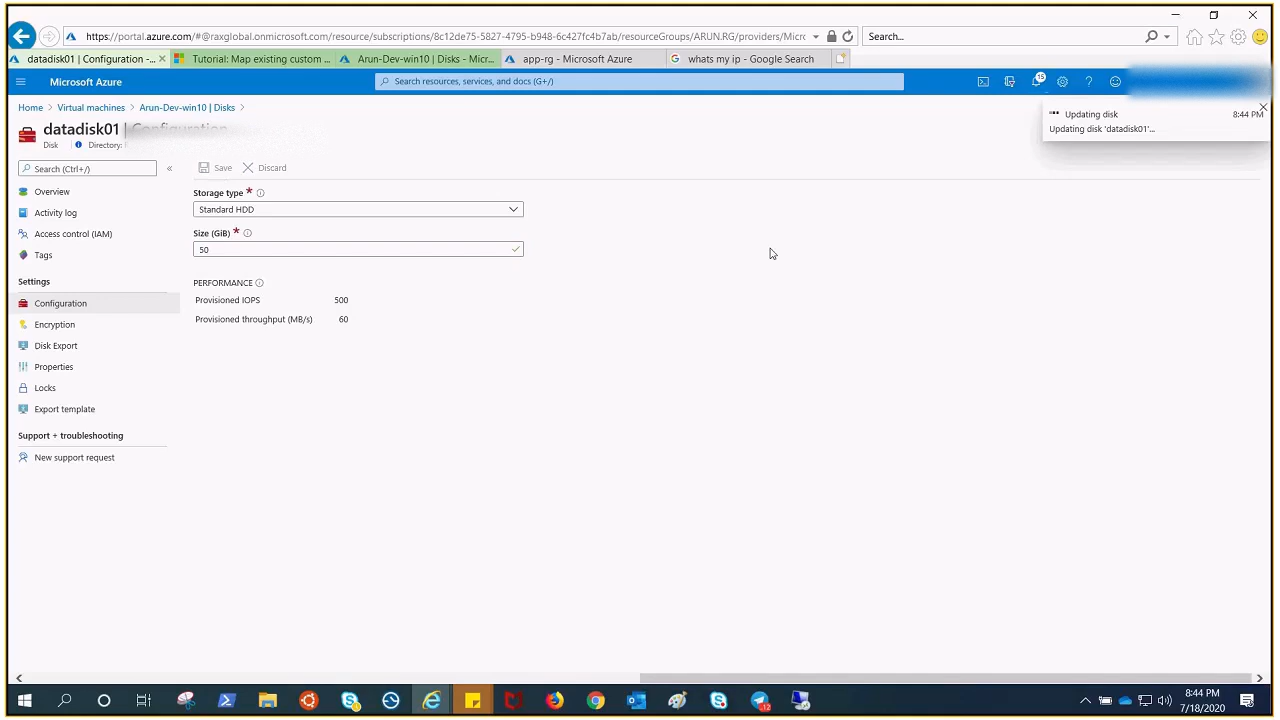 https://portal.azure.com/#@raxglobal.onmicrosoft.com/resource/subscriptions/8c12de75-5827-4795-b948-6c427fc4b7ab/resourceGroups/ARUN.RG/providers/Micrc
Search...
datadisk01 | Configuration -...
Tutorial: Map existing custom ...
Arun-Dev-win10 | Disks - Micr...
app-rg - Microsoft Azure
whats my ip - Google Search
Microsoft Azure
Search resources, services, and docs (G+/)
15
Home > Virtual machines > Arun-Dev-win10 | Disks >
Updating disk 8:44 PM
Updating disk 'datadisk01'...
datadisk01 | Configuration
Disk
Directory:
Search (Ctrl+/)
«
Save
Discard
Overview
Activity log
Access control (IAM)
Tags
Settings
Configuration
Encryption
Disk Export
Properties
Locks
Export template
Support + troubleshooting
New support request
Storage type *
Standard HDD
Size (GiB) *
50
PERFORMANCE
Provisioned IOPS 500
Provisioned throughput (MB/s) 60
12
8:44 PM
7/18/2020